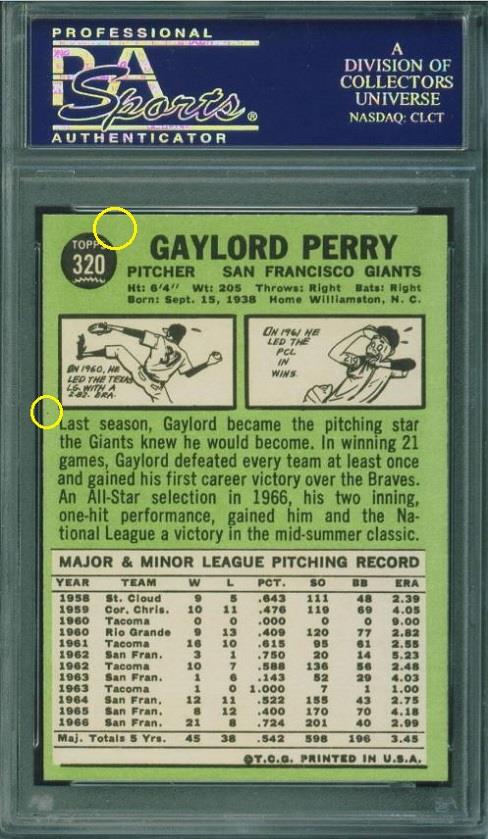 PROFESSIONAL
PSA
Sports®
AUTHENTICATOR
A
DIVISION OF
COLLECTORS
UNIVERSE
NASDAQ: CLCT
TOPPS
320
GAYLORD PERRY
PITCHER SAN FRANCISCO GIANTS
Ht: 6'4" Wt: 205 Throws: Right Bats: Right
Born: Sept. 15, 1938 Home Williamston, N. C.
IN 1960, HE
LED THE TEXAS
LG. WITH A
2.82. ERA.
IN 1961 HE
LED THE
PCL
IN
WINS.
Last season, Gaylord became the pitching star
the Giants knew he would become. In winning 21
games, Gaylord defeated every team at least once
and gained his first career victory over the Braves.
An All-Star selection in 1966, his two inning,
one-hit performance, gained him and the Na-
tional League a victory in the mid-summer classic.
MAJOR & MINOR LEAGUE PITCHING RECORD
YEAR TEAM W L PCT. SO BB ERA
1958 St. Cloud 9 5 .643 111 48 2.39
1959 Cor. Chris. 10 11 .476 119 69 4.05
1960 Tacoma 0 0 .000 0 0 9.00
1960 Rio Grande 9 13 .409 120 77 2.82
1961 Tacoma 16 10 .615 95 61 2.55
1962 San Fran. 3 1 .750 20 14 5.23
1962 Tacoma 10 7 .588 136 56 2.48
1963 San Fran. 1 6 .143 52 29 4.03
1963 Tacoma 1 0 1.000 7 1 1.00
1964 San Fran. 12 11 .522 155 43 2.75
1965 San Fran. 8 12 .400 170 70 4.18
1966 San Fran. 21 8 .724 201 40 2.99
Maj. Totals 5 Yrs. 45 38 .542 598 196 3.45
©T.C.G. PRINTED IN U.S.A.